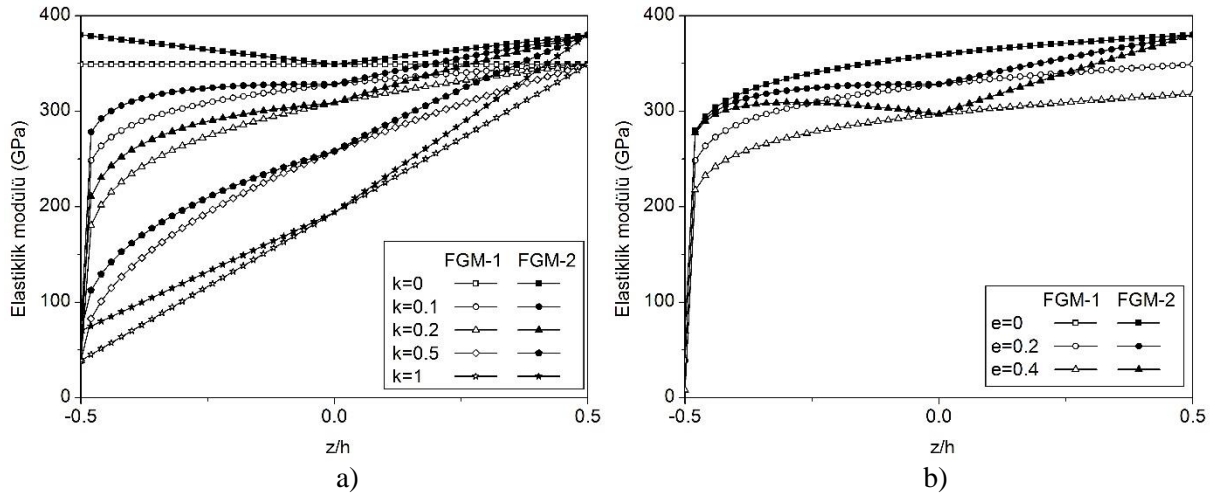 400
300
200
100
0
Elastiklik modülü (GPa)
-0.5
0.0
0.5
z/h
FGM-1 FGM-2
k=0
k=0.1
k=0.2
k=0.5
k=1
a)
400
300
200
100
0
Elastiklik modülü (GPa)
-0.5
0.0
0.5
z/h
FGM-1 FGM-2
e=0
e=0.2
e=0.4
b)